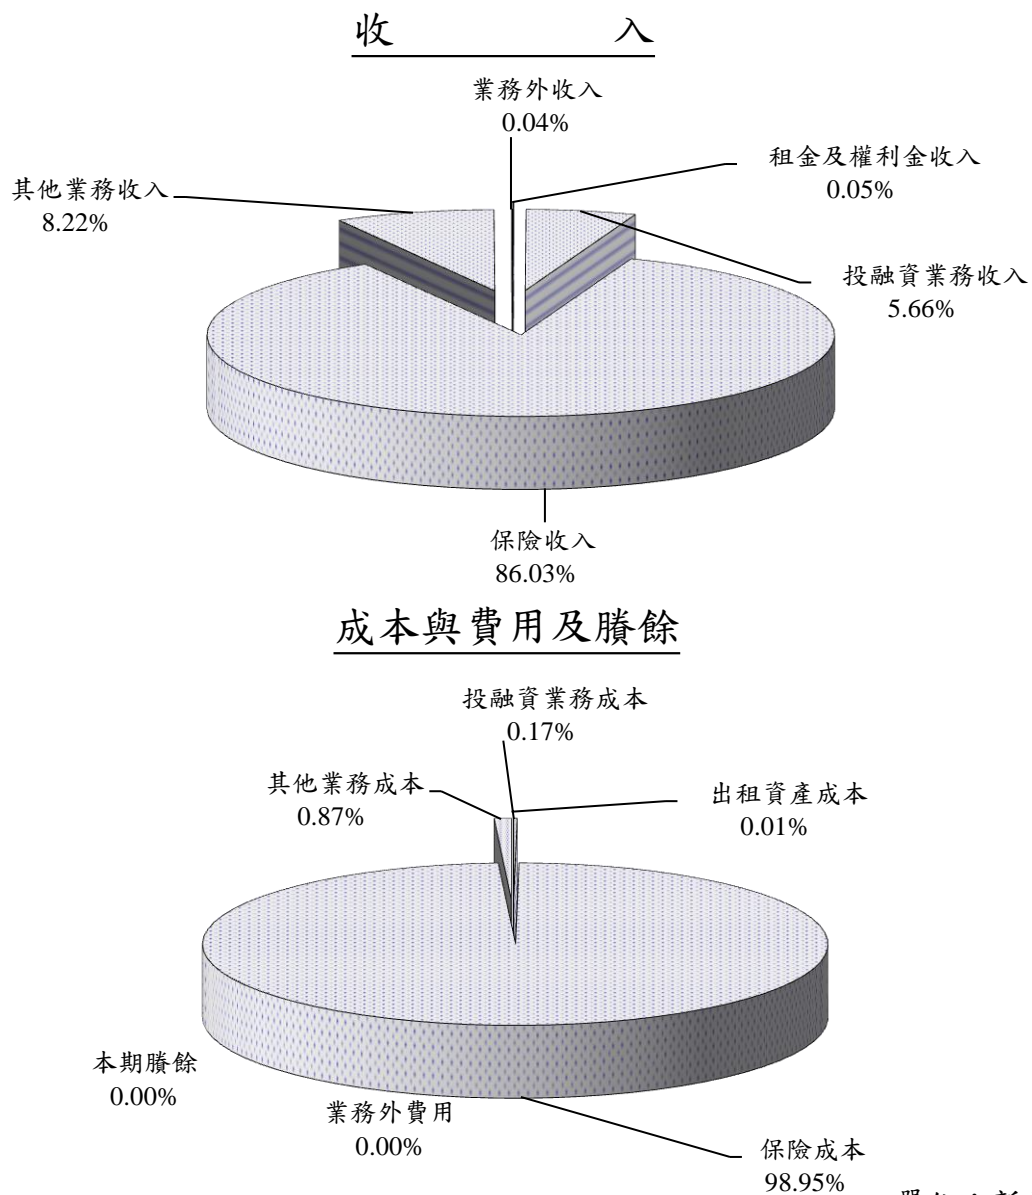 收 入
業務外收入
0.04%
租金及權利金收入
0.05%
其他業務收入
8.22%
投融資業務收入
5.66%
保險收入
86.03%
成本與費用及賸餘
投融資業務成本
0.17%
其他業務成本
0.87%
出租資產成本
0.01%
本期賸餘
0.00%
業務外費用
0.00%
保險成本
98.95%